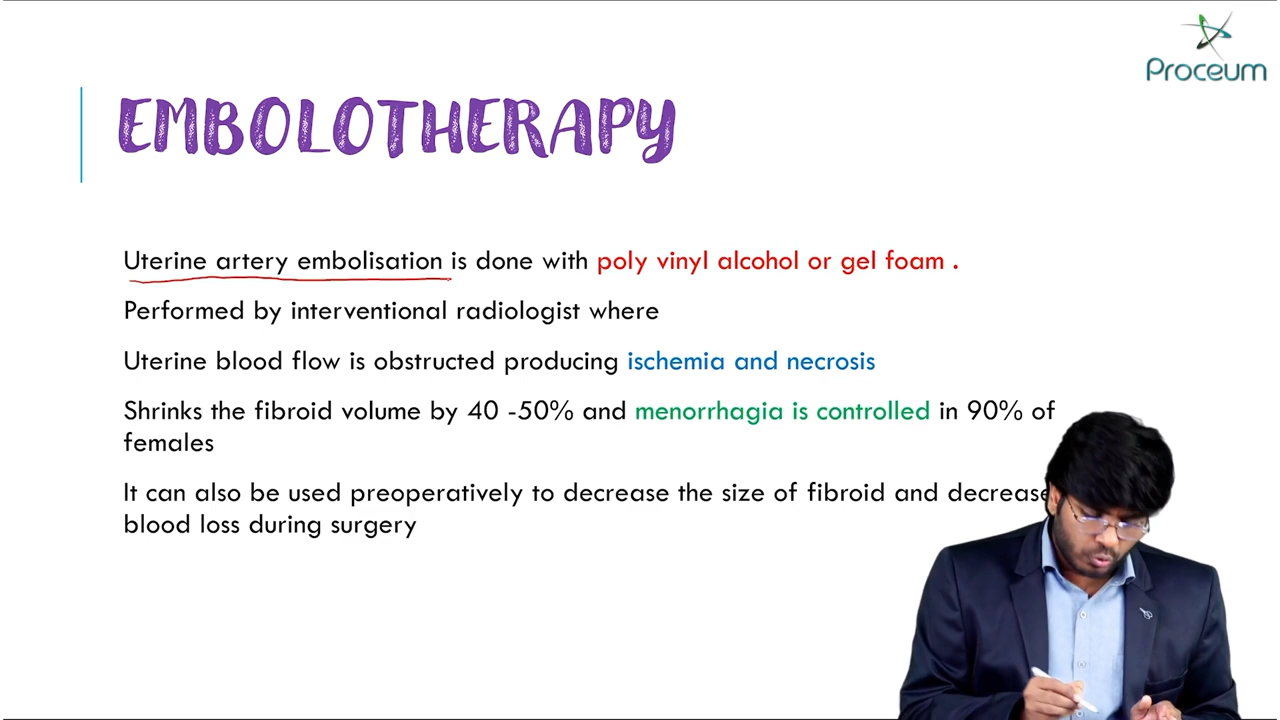 Proceum
EMBOLOTHERAPY
Uterine artery embolisation is done with poly vinyl alcohol or gel foam .
Performed by interventional radiologist where
Uterine blood flow is obstructed producing ischemia and necrosis
Shrinks the fibroid volume by 40 -50% and menorrhagia is controlled in 90% of
females
It can also be used preoperatively to decrease the size of fibroid and decrease
blood loss during surgery